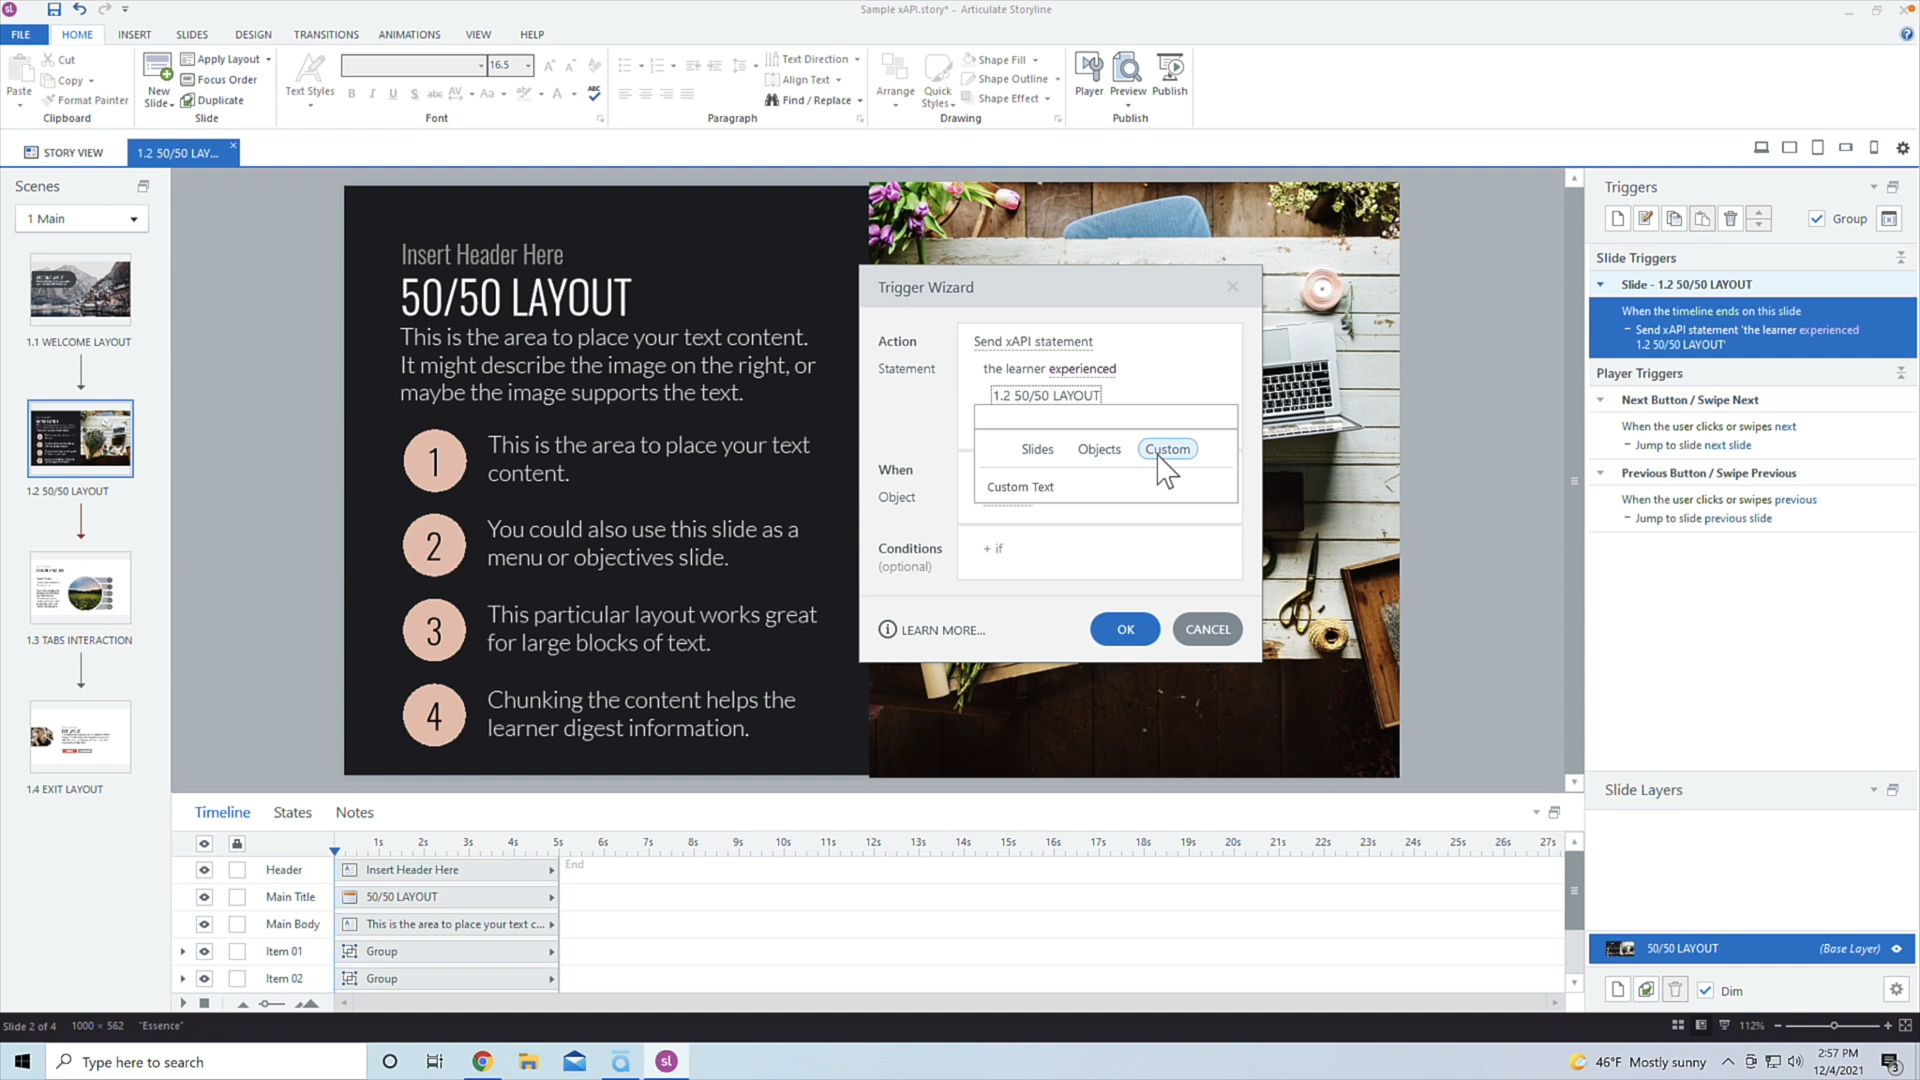 sl
Sample xAPI.story* - Articulate Storyline
FILE
HOME
INSERT
SLIDES
DESIGN
TRANSITIONS
ANIMATIONS
VIEW
HELP
Paste
Cut
Copy
Format Painter
Clipboard
New Slide
Apply Layout
Focus Order
Duplicate
Slide
Text Styles
16.5
B I U S abc AV Aa A ABC
Font
Text Direction
Align Text
Find / Replace
Paragraph
Arrange
Quick Styles
Shape Fill
Shape Outline
Shape Effect
Drawing
Player
Preview
Publish
Publish
STORY VIEW
1.2 50/50 LAY...
Scenes
1 Main
1.1 WELCOME LAYOUT
1.2 50/50 LAYOUT
1.3 TABS INTERACTION
1.4 EXIT LAYOUT
Insert Header Here
50/50 LAYOUT
This is the area to place your text content.
It might describe the image on the right, or
maybe the image supports the text.
1
This is the area to place your text
content.
2
You could also use this slide as a
menu or objectives slide.
3
This particular layout works great
for large blocks of text.
4
Chunking the content helps the
learner digest information.
Trigger Wizard
Action
Send xAPI statement
Statement
the learner experienced
1.2 50/50 LAYOUT
Slides
Objects
Custom
Custom Text
When
Object
Conditions
(optional)
+ if
LEARN MORE...
OK
CANCEL
Triggers
Group
Slide Triggers
Slide - 1.2 50/50 LAYOUT
When the timeline ends on this slide
– Send xAPI statement 'the learner experienced
1.2 50/50 LAYOUT'
Player Triggers
Next Button / Swipe Next
When the user clicks or swipes next
– Jump to slide next slide
Previous Button / Swipe Previous
When the user clicks or swipes previous
– Jump to slide previous slide
Slide Layers
50/50 LAYOUT
(Base Layer)
Dim
Timeline
States
Notes
1s 2s 3s 4s 5s 6s 7s 8s 9s 10s 11s 12s 13s 14s 15s 16s 17s 18s 19s 20s 21s 22s 23s 24s 25s 26s 27s
Header
Insert Header Here
End
Main Title
50/50 LAYOUT
Main Body
This is the area to place your text c...
Item 01
Group
Item 02
Group
Slide 2 of 4
1000 × 562
"Essence"
112%
Type here to search
sl
46°F Mostly sunny
2:57 PM
12/4/2021
3